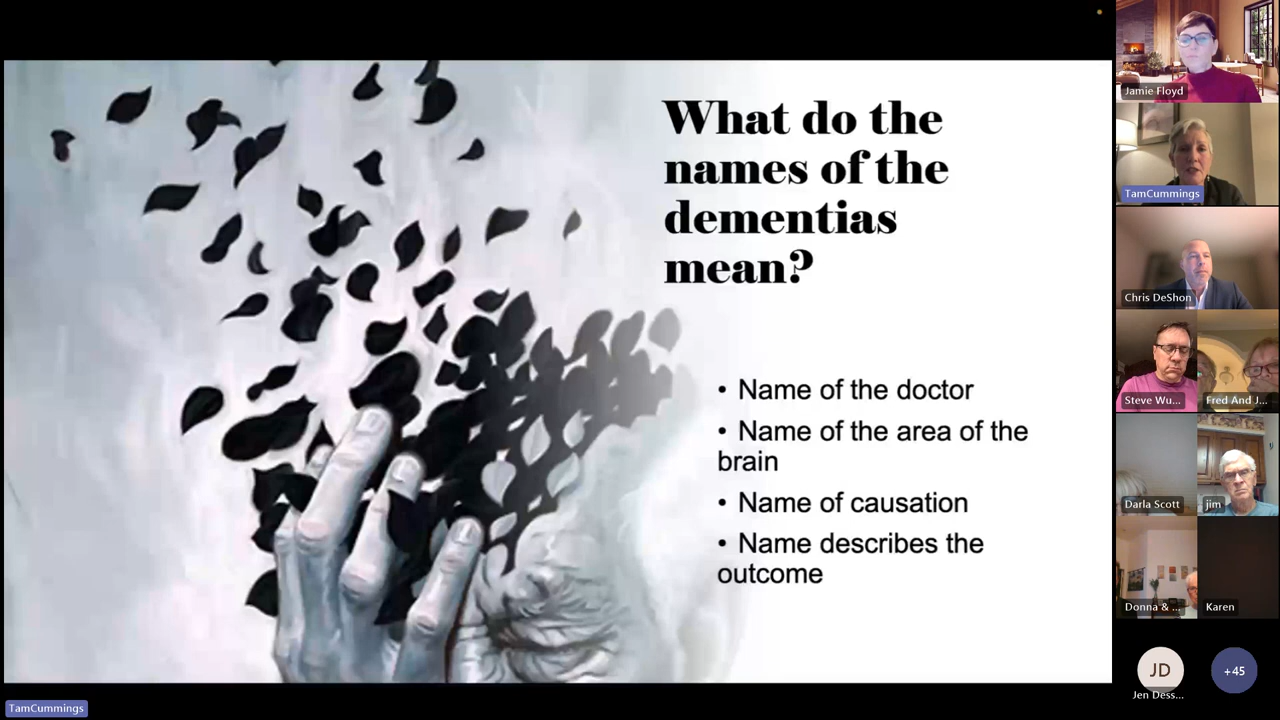 What do the
names of the
dementias
mean?
• Name of the doctor
• Name of the area of the
brain
• Name of causation
• Name describes the
outcome
Jamie Floyd
TamCummings
Chris DeShon
Steve Wu...
Fred And J...
Darla Scott
jim
Donna & ...
Karen
JD
Jen Dess...
+45
TamCummings